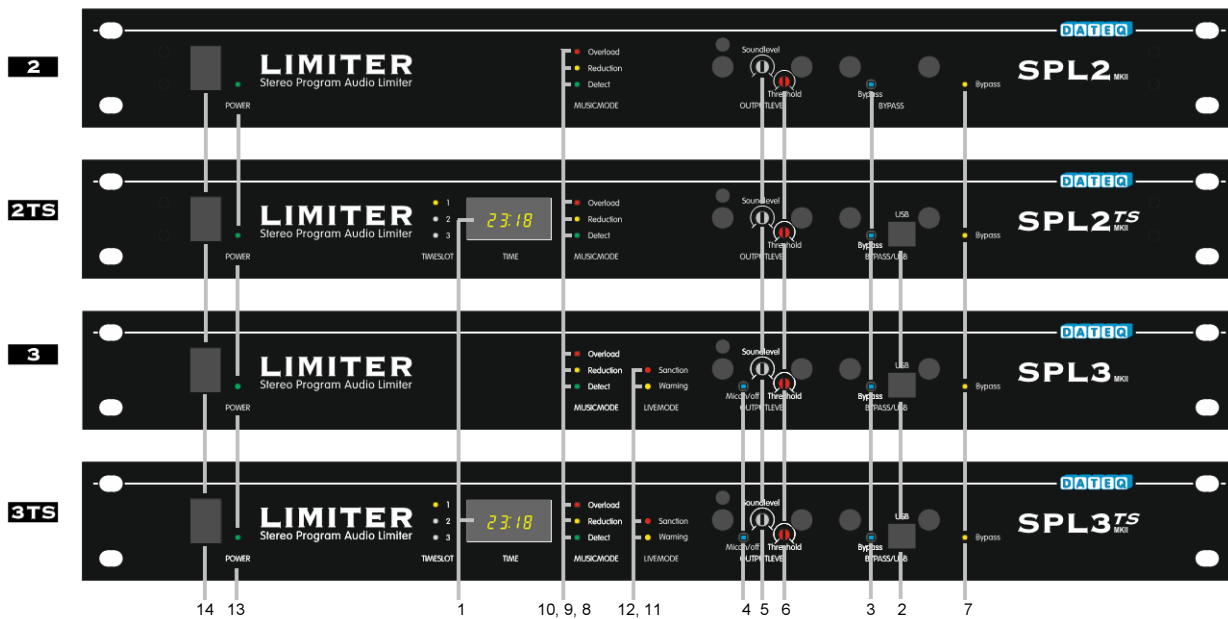 2
DATEQ
LIMITER
Stereo Program Audio Limiter
POWER
Overload
Reduction
Detect
MUSICMODE
Soundlevel
Threshold
OUTPUTLEVEL
Bypass
BYPASS
SPL2 MKII
Bypass
2TS
DATEQ
LIMITER
Stereo Program Audio Limiter
POWER
1
2
3
TIMESLOT
23:18
TIME
Overload
Reduction
Detect
MUSICMODE
Soundlevel
Threshold
OUTPUTLEVEL
USB
Bypass
BYPASS/USB
SPL2 TS MKII
Bypass
3
DATEQ
LIMITER
Stereo Program Audio Limiter
POWER
Overload
Reduction
Detect
MUSICMODE
Sanction
Warning
LIVEMODE
Soundlevel
Mic on/off
Threshold
OUTPUTLEVEL
USB
Bypass
BYPASS/USB
SPL3 MKII
Bypass
3TS
DATEQ
LIMITER
Stereo Program Audio Limiter
POWER
1
2
3
TIMESLOT
23:18
TIME
Overload
Reduction
Detect
MUSICMODE
Sanction
Warning
LIVEMODE
Soundlevel
Mic on/off
Threshold
OUTPUTLEVEL
USB
Bypass
BYPASS/USB
SPL3 TS MKII
Bypass
14 13 1 10, 9, 8 12, 11 4 5 6 3 2 7